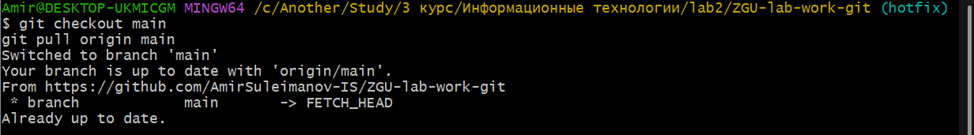 Amir@DESKTOP-UKMICGM MINGW64 /c/Another/Study/3 курс/Информационные технологии/lab2/ZGU-lab-work-git (hotfix)
$ git checkout main
git pull origin main
Switched to branch 'main'
Your branch is up to date with 'origin/main'.
From https://github.com/AmirSuleimanov-IS/ZGU-lab-work-git
 * branch            main       -> FETCH_HEAD
Already up to date.